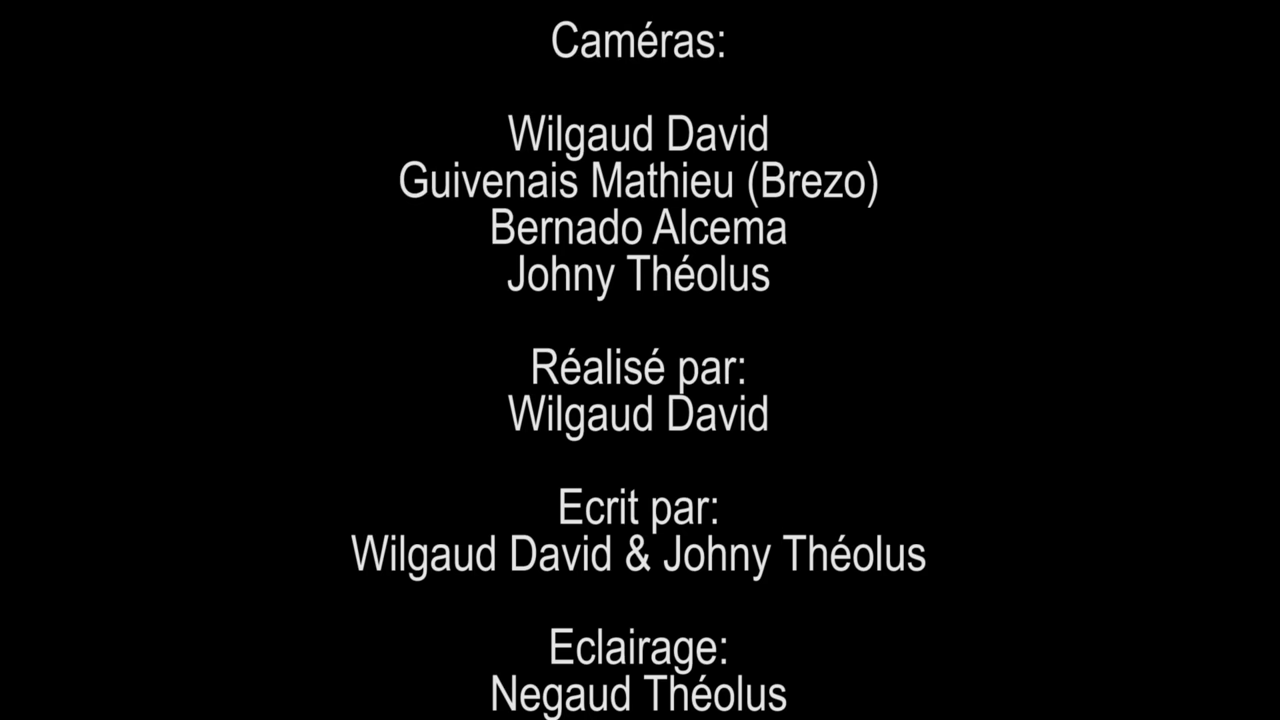 Caméras:
Wilgaud David
Guivenais Mathieu (Brezo)
Bernado Alcema
Johny Théolus
Réalisé par:
Wilgaud David
Ecrit par:
Wilgaud David & Johny Théolus
Eclairage:
Negaud Théolus